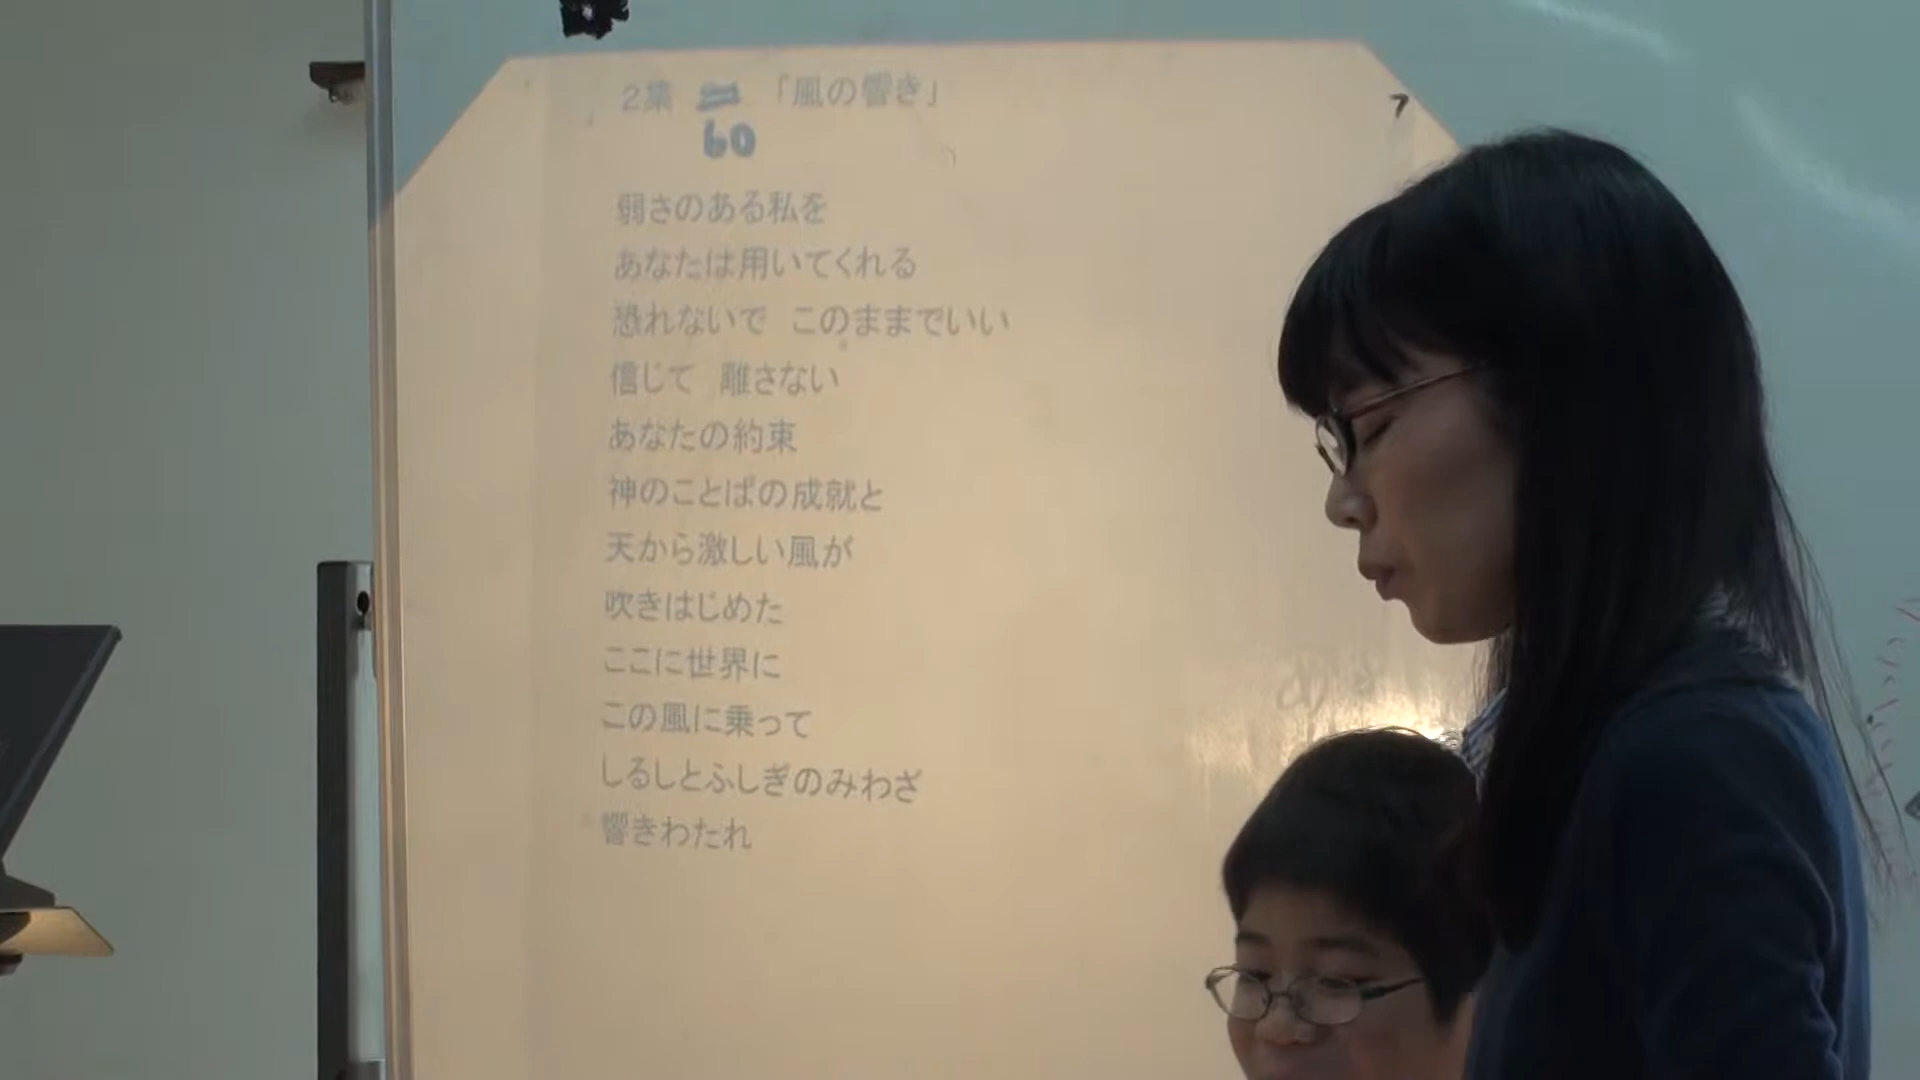 2集 「風の響き」
60
7
弱さのある私を
あなたは用いてくれる
恐れないで このままでいい
信じて 離さない
あなたの約束
神のことばの成就と
天から激しい風が
吹きはじめた
ここに世界に
この風に乗って
しるしとふしぎのみわざ
響きわたれ